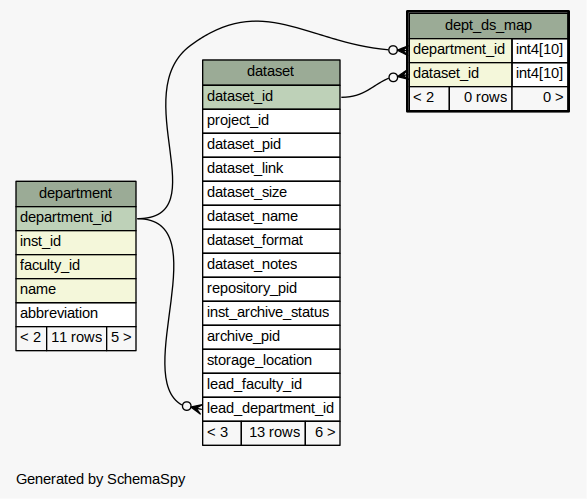 dept_ds_map
department_id int4[10]
dataset_id int4[10]
< 2 0 rows 0 >
dataset
dataset_id
project_id
dataset_pid
dataset_link
dataset_size
dataset_name
dataset_format
dataset_notes
repository_pid
inst_archive_status
archive_pid
storage_location
lead_faculty_id
lead_department_id
< 3 13 rows 6 >
department
department_id
inst_id
faculty_id
name
abbreviation
< 2 11 rows 5 >
Generated by SchemaSpy